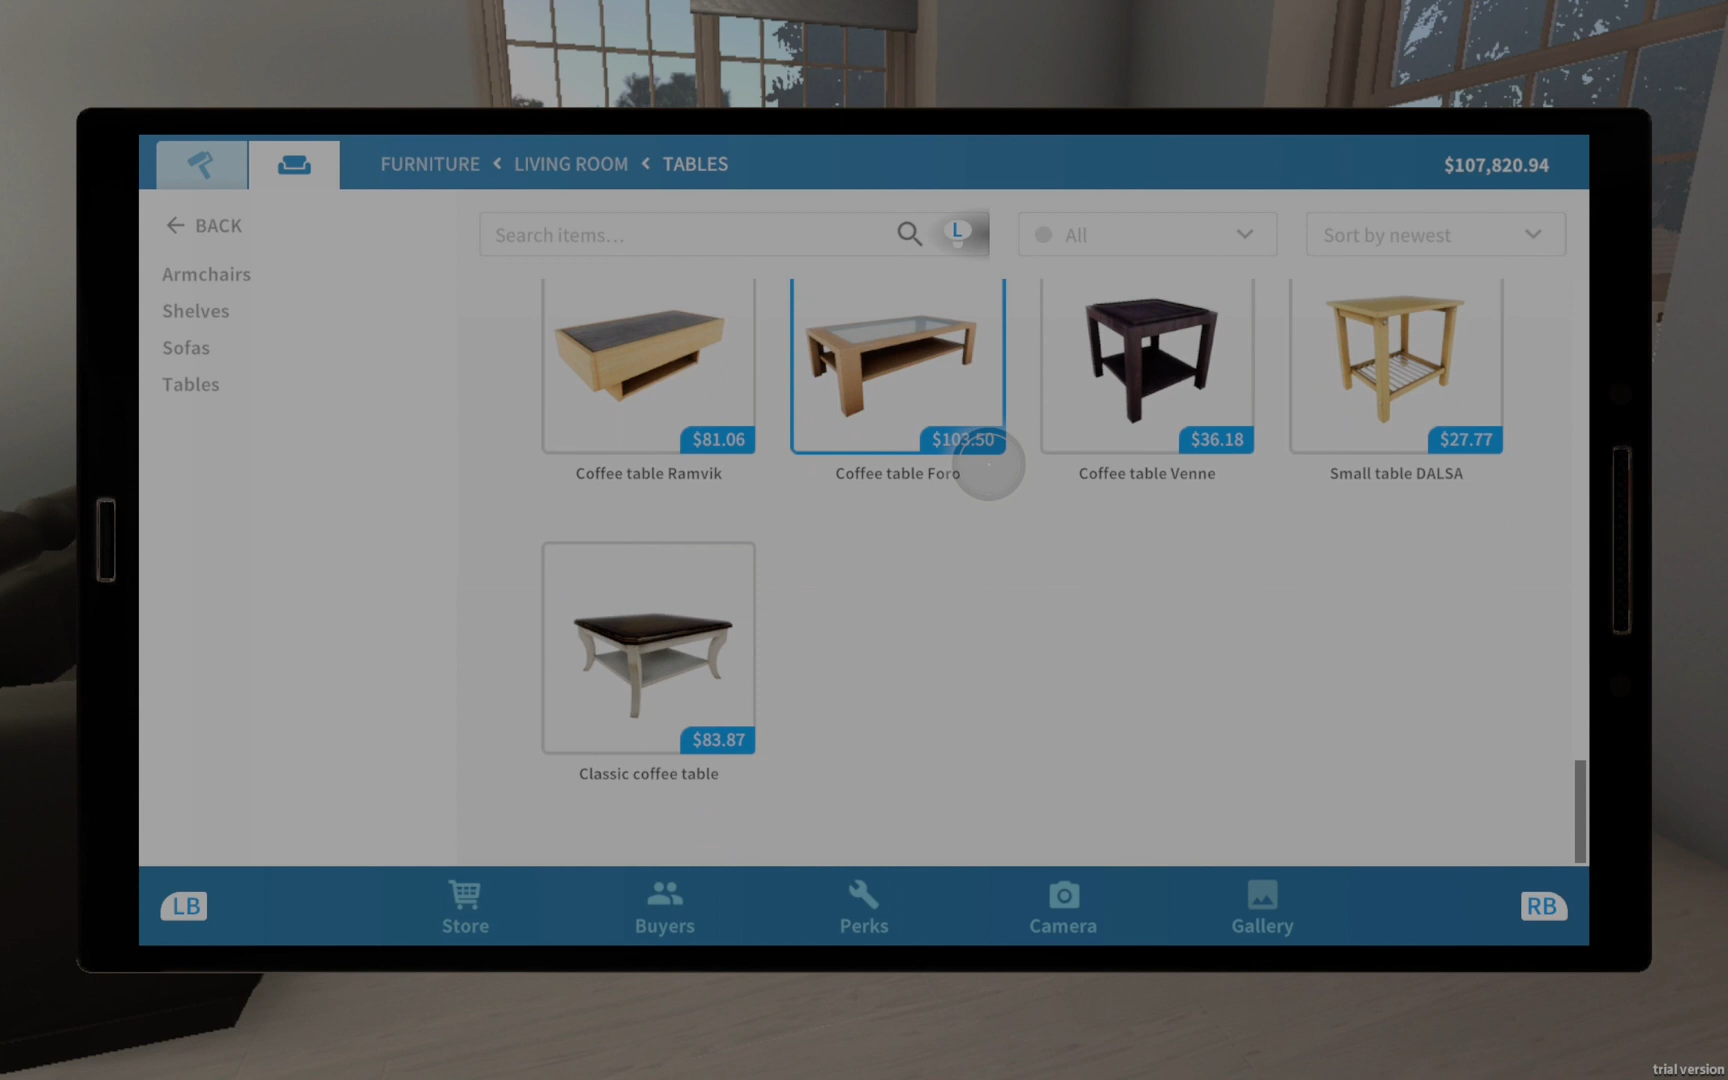 FURNITURE < LIVING ROOM < TABLES
$107,820.94
BACK
Armchairs
Shelves
Sofas
Tables
Search items...
L
All
Sort by newest
$81.06
Coffee table Ramvik
$103.50
Coffee table Foro
$36.18
Coffee table Venne
$27.77
Small table DALSA
$83.87
Classic coffee table
LB
Store
Buyers
Perks
Camera
Gallery
RB
trial version